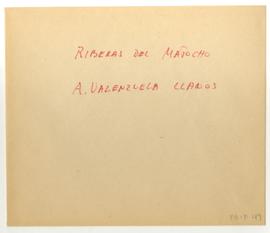 RIBERAS DEL MAPOCHO
A. VALENZUELA LLANOS